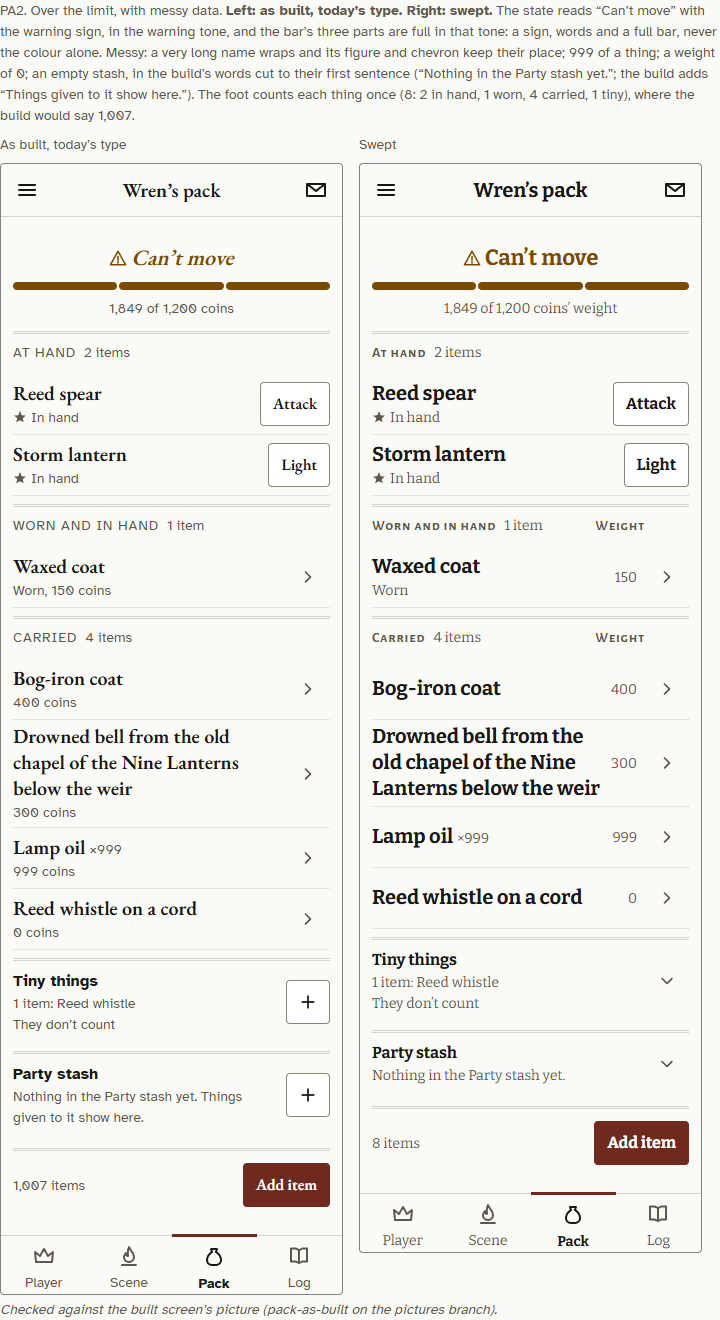 PA2. Over the limit, with messy data. Left: as built, today’s type. Right: swept. The state reads “Can’t move” with
the warning sign, in the warning tone, and the bar’s three parts are full in that tone: a sign, words and a full bar, never
the colour alone. Messy: a very long name wraps and its figure and chevron keep their place; 999 of a thing; a weight
of 0; an empty stash, in the build’s words cut to their first sentence (“Nothing in the Party stash yet.”; the build adds
“Things given to it show here.”). The foot counts each thing once (8: 2 in hand, 1 worn, 4 carried, 1 tiny), where the
build would say 1,007.
As built, today’s type
Wren’s pack
Can’t move
1,849 of 1,200 coins
AT HAND 2 items
Reed spear
★ In hand
Attack
Storm lantern
★ In hand
Light
WORN AND IN HAND 1 item
Waxed coat
Worn, 150 coins
CARRIED 4 items
Bog-iron coat
400 coins
Drowned bell from the old
chapel of the Nine Lanterns
below the weir
300 coins
Lamp oil ×999
999 coins
Reed whistle on a cord
0 coins
Tiny things
1 item: Reed whistle
They don’t count
Party stash
Nothing in the Party stash yet. Things
given to it show here.
1,007 items
Add item
Player
Scene
Pack
Log
Swept
Wren’s pack
Can’t move
1,849 of 1,200 coins’ weight
At hand 2 items
Reed spear
★ In hand
Attack
Storm lantern
★ In hand
Light
Worn and in hand 1 item Weight
Waxed coat
Worn
150
Carried 4 items Weight
Bog-iron coat 400
Drowned bell from the
old chapel of the Nine
Lanterns below the weir
300
Lamp oil ×999 999
Reed whistle on a cord 0
Tiny things
1 item: Reed whistle
They don’t count
Party stash
Nothing in the Party stash yet.
8 items
Add item
Player
Scene
Pack
Log
Checked against the built screen’s picture (pack-as-built on the pictures branch).